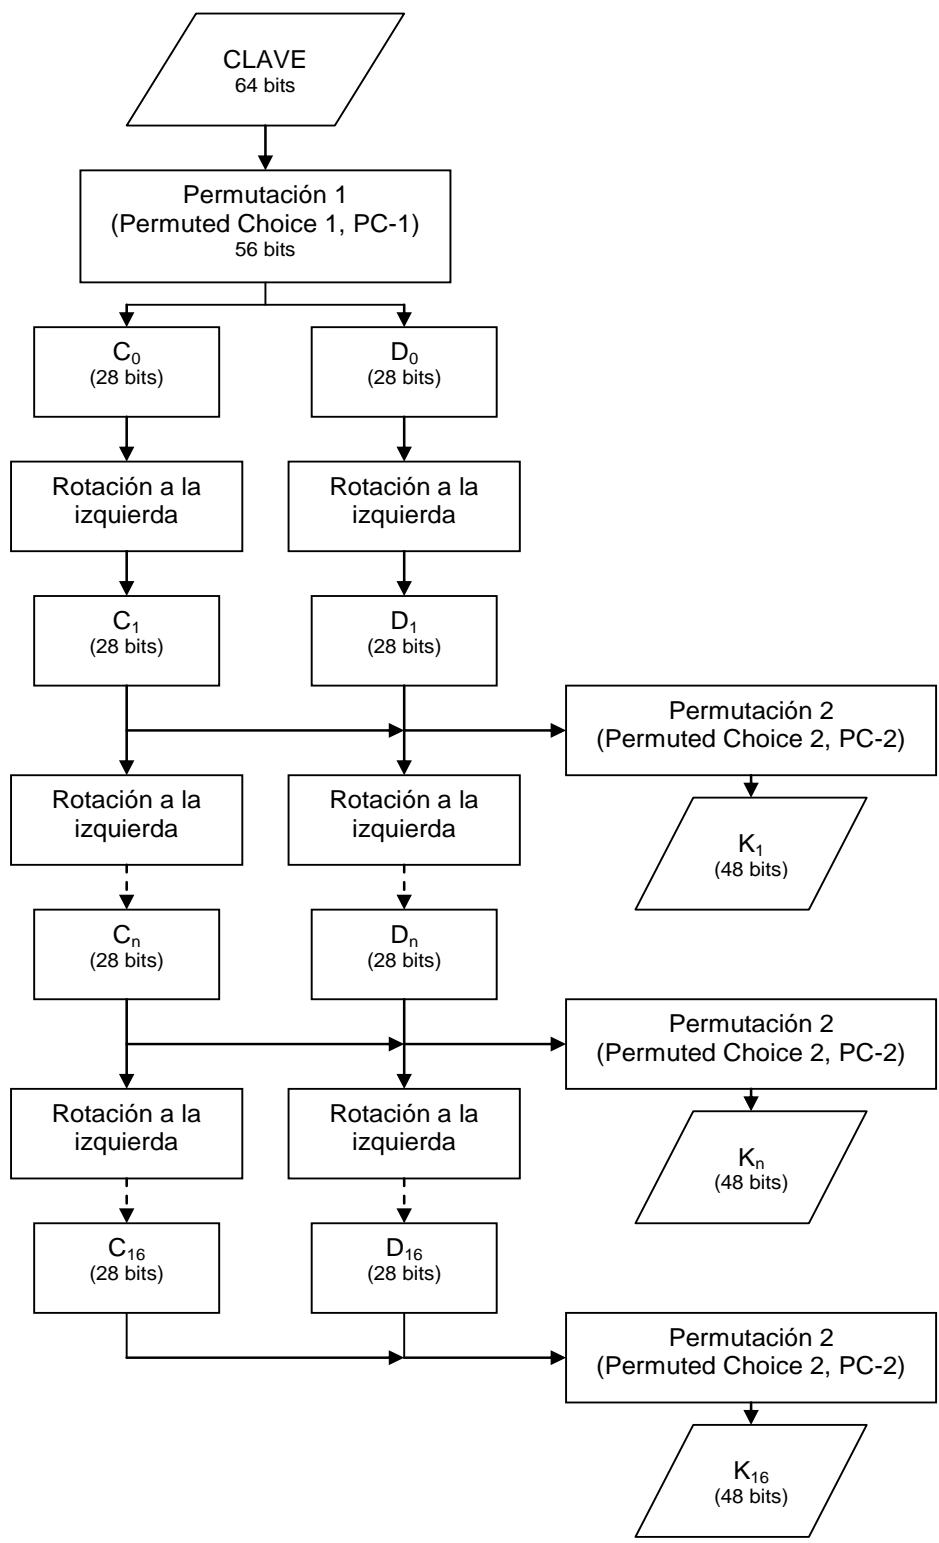 CLAVE
64 bits
Permutación 1
(Permuted Choice 1, PC-1)
56 bits
C₀
(28 bits)
D₀
(28 bits)
Rotación a la
izquierda
Rotación a la
izquierda
C₁
(28 bits)
D₁
(28 bits)
Permutación 2
(Permuted Choice 2, PC-2)
Rotación a la
izquierda
Rotación a la
izquierda
K₁
(48 bits)
Cₙ
(28 bits)
Dₙ
(28 bits)
Permutación 2
(Permuted Choice 2, PC-2)
Rotación a la
izquierda
Rotación a la
izquierda
Kₙ
(48 bits)
C₁₆
(28 bits)
D₁₆
(28 bits)
Permutación 2
(Permuted Choice 2, PC-2)
K₁₆
(48 bits)